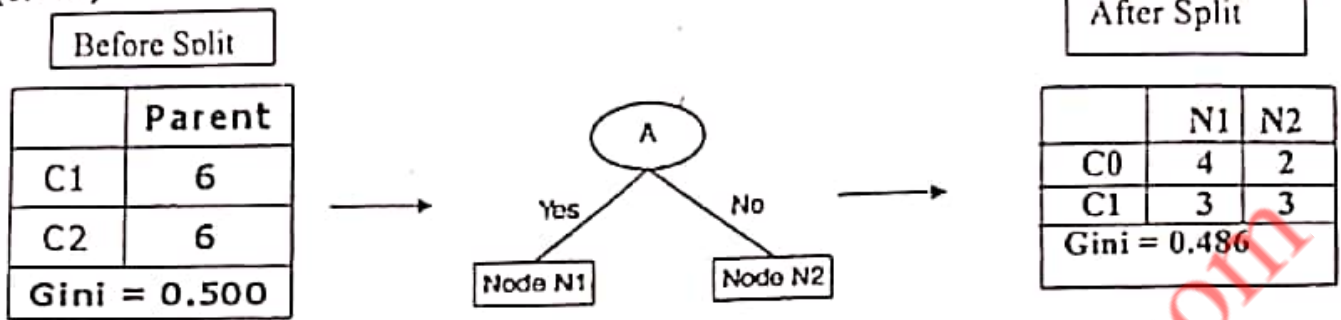 Before Split
Parent
C1 6
C2 6
Gini = 0.500
A
Yes
No
Node N1
Node N2
After Split
N1 N2
C0 4 2
C1 3 3
Gini = 0.486
om